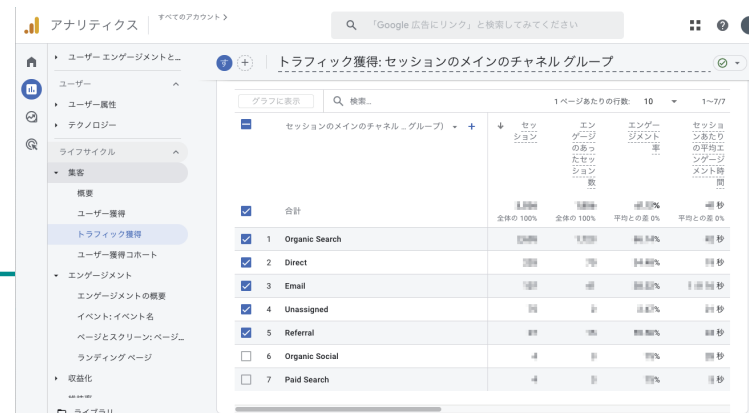 アナリティクス
すべてのアカウント >
「Google 広告にリンク」と検索してみてください
ユーザー エンゲージメントと...
す
トラフィック獲得: セッションのメインのチャネル グループ
ユーザー
ユーザー属性
テクノロジー
ライフサイクル
集客
概要
ユーザー獲得
トラフィック獲得
ユーザー獲得コホート
エンゲージメント
エンゲージメントの概要
イベント: イベント名
ページとスクリーン: ページ...
ランディング ページ
収益化
ライブラリ
グラフに表示
検索...
1 ページあたりの行数: 10
1～7/7
セッションのメインのチャネル ... グループ)
+
↓ セッション
エンゲージのあったセッション数
エンゲージメント率
セッションあたりの平均エンゲージメント時間
合計
%
秒
全体の 100%
全体の 100%
平均との差 0%
平均との差 0%
1 Organic Search % 秒
2 Direct % 秒
3 Email % 秒
4 Unassigned % 秒
5 Referral % 秒
6 Organic Social % 秒
7 Paid Search % 秒